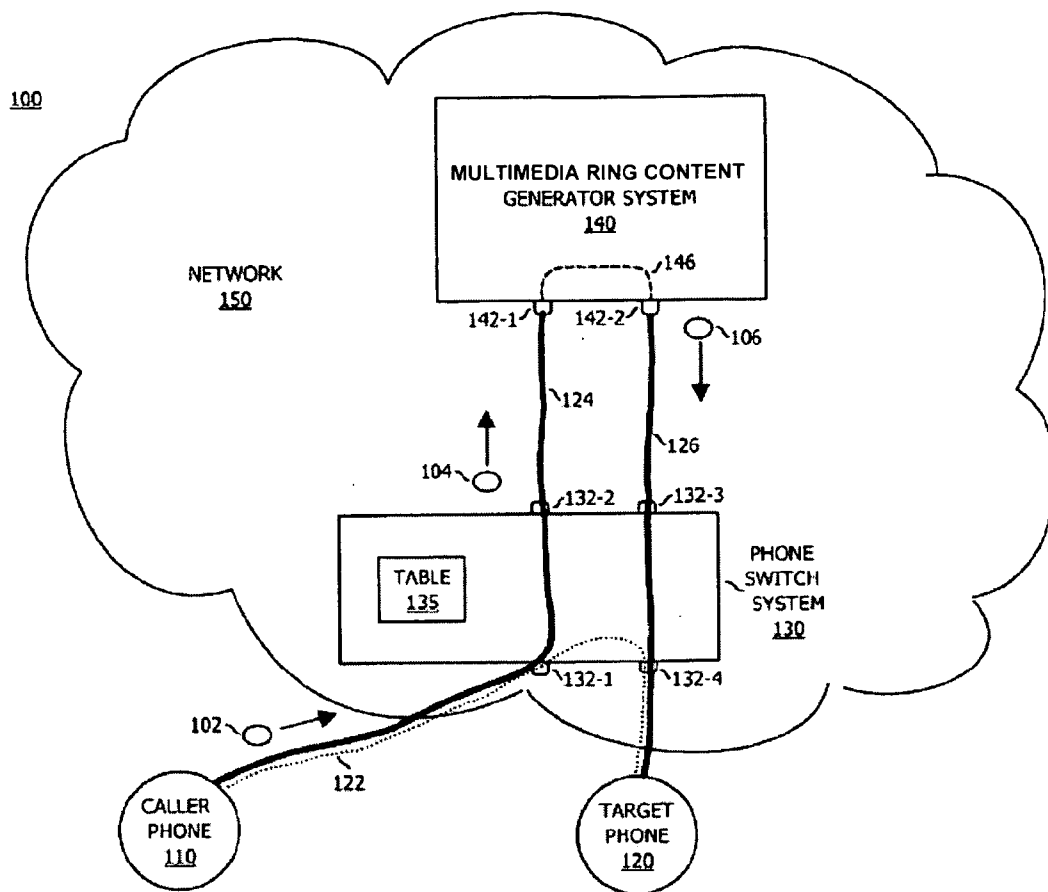 100
MULTIMEDIA RING CONTENT
GENERATOR SYSTEM
140
NETWORK
150
146
142-1
142-2
106
124
126
104
132-2
132-3
TABLE
135
PHONE
SWITCH
SYSTEM
130
132-1
132-4
102
122
CALLER
PHONE
110
TARGET
PHONE
120